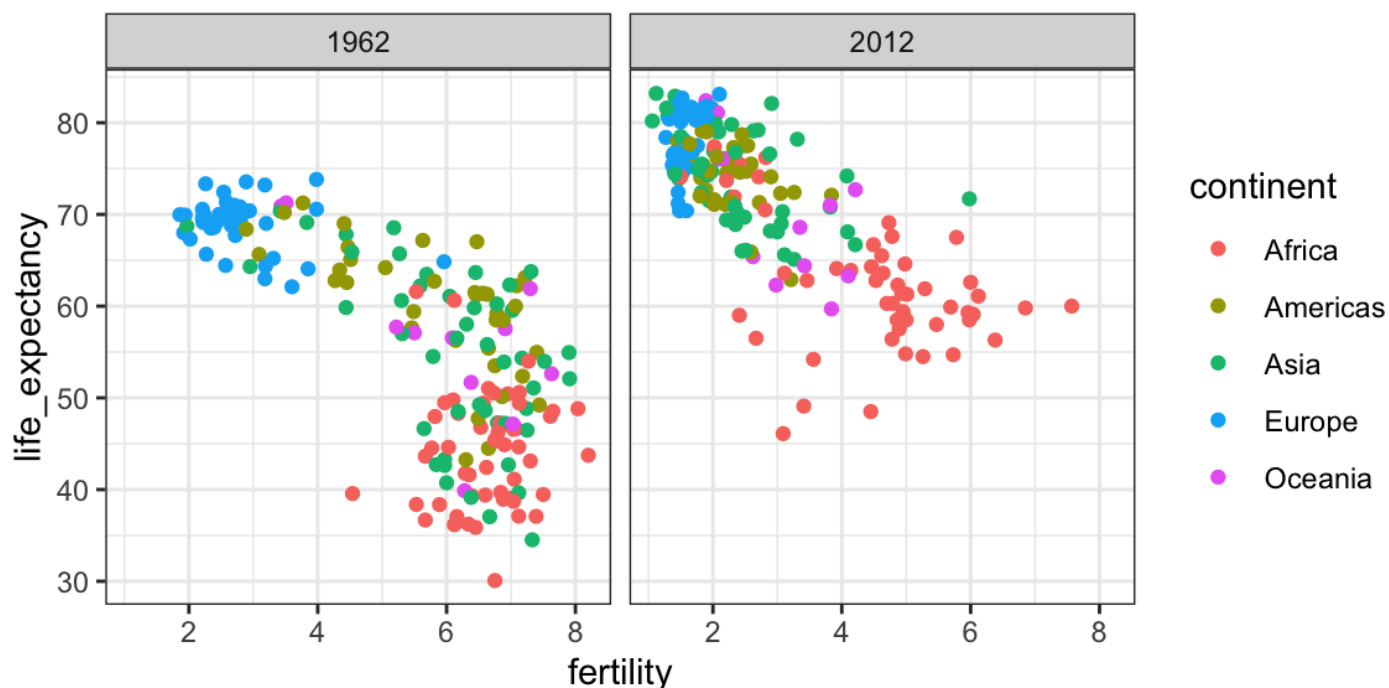 1962 2012
80
70
60
50
40
30
life_expectancy
2 4 6 8 2 4 6 8
fertility
continent
Africa
Americas
Asia
Europe
Oceania